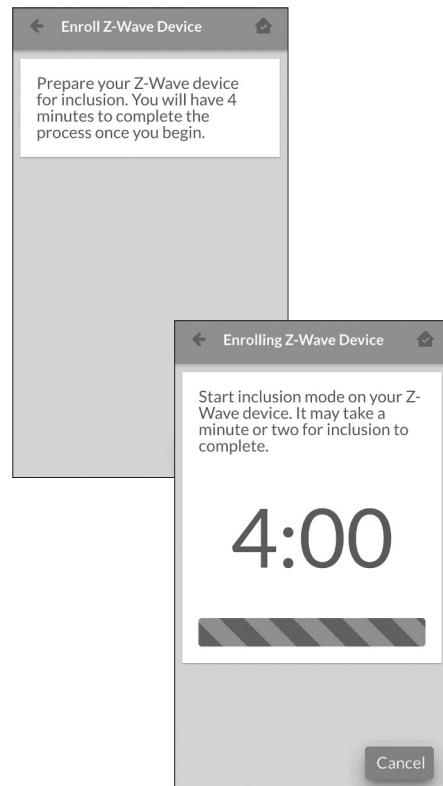 Enroll Z-Wave Device
Prepare your Z-Wave device
for inclusion. You will have 4
minutes to complete the
process once you begin.
Enrolling Z-Wave Device
Start inclusion mode on your Z-
Wave device. It may take a
minute or two for inclusion to
complete.
4:00
Cancel